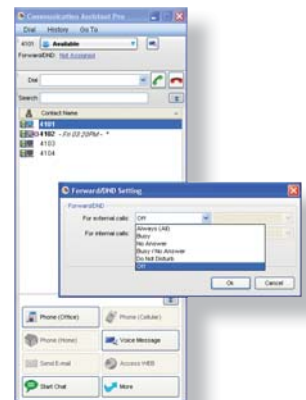 Communication Assistant Pro
Dial History Go To
4101 Available
Forward/DND: Not Assigned
Dial
Search
Contact Name
4101
4102 - Fri 03:20PM - *
4103
4104
Forward/DND Setting
Forward/DND
For external calls: Off
For internal calls:
Always (All)
Busy
No Answer
Busy / No Answer
Do Not Disturb
Off
Ok Cancel
Phone (Office) Phone (Cellular)
Phone (Home) Voice Message
Send E-mail Access WEB
Start Chat More